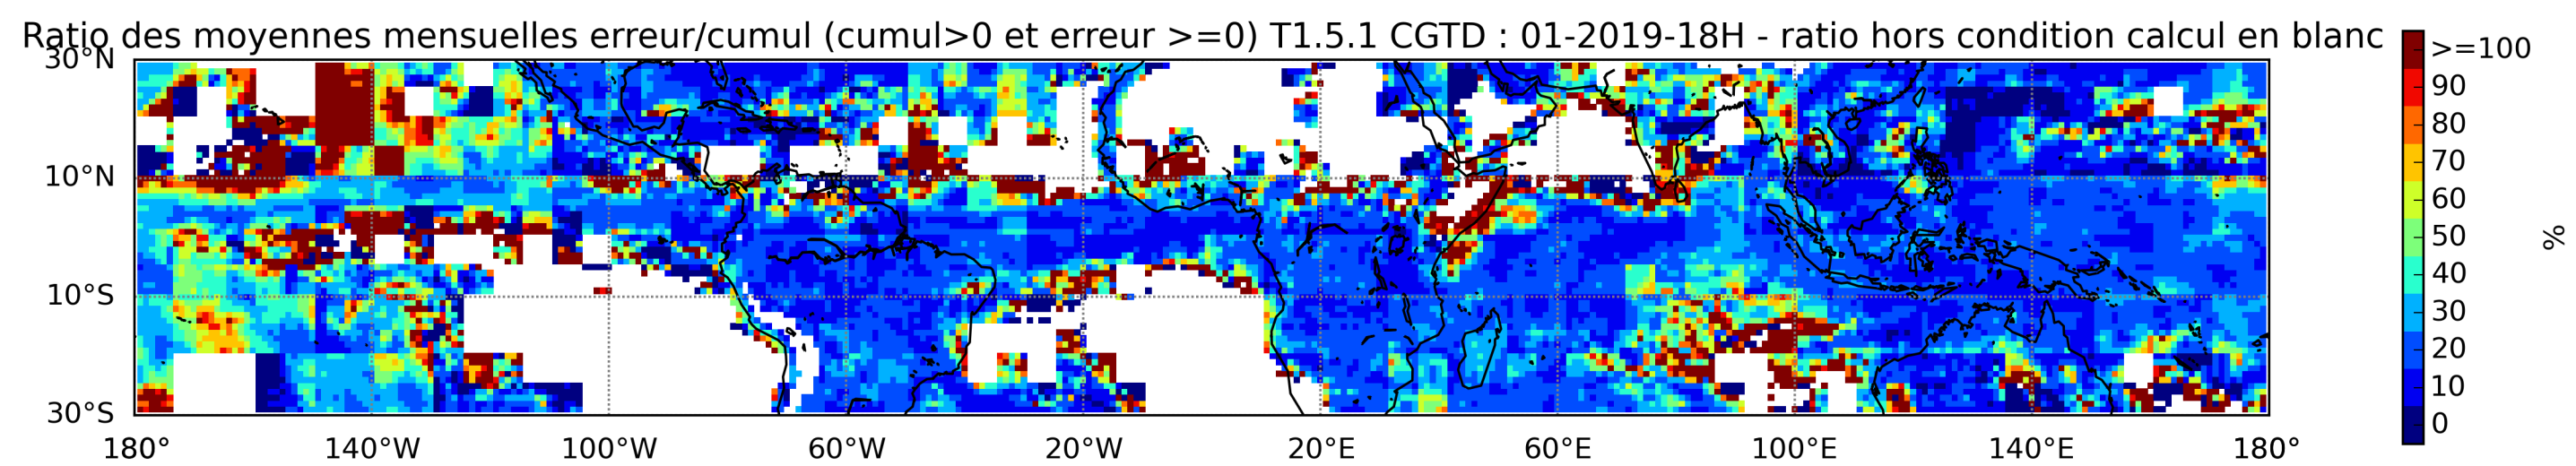 Ratio des moyennes mensuelles erreur/cumul (cumul>0 et erreur >=0) T1.5.1 CGTD : 01-2019-18H - ratio hors condition calcul en blanc
30°N
10°N
10°S
30°S
180° 140°W 100°W 60°W 20°W 20°E 60°E 100°E 140°E 180°
>=100
90
80
70
60
50
40
30
20
10
0
%